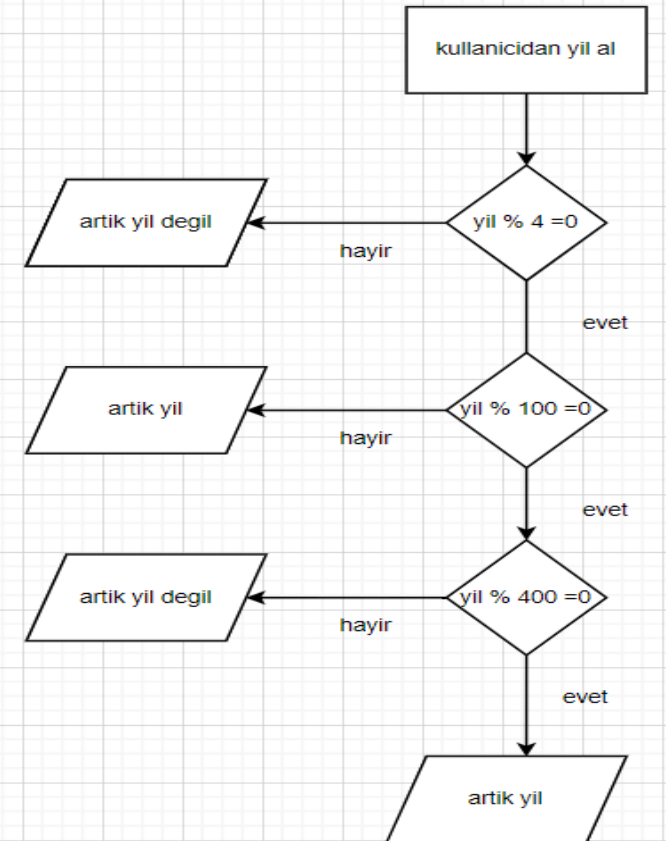 kullanicidan yil al
artik yil degil
yil % 4 =0
hayir
evet
artik yil
yil % 100 =0
hayir
evet
artik yil degil
yil % 400 =0
hayir
evet
artik yil